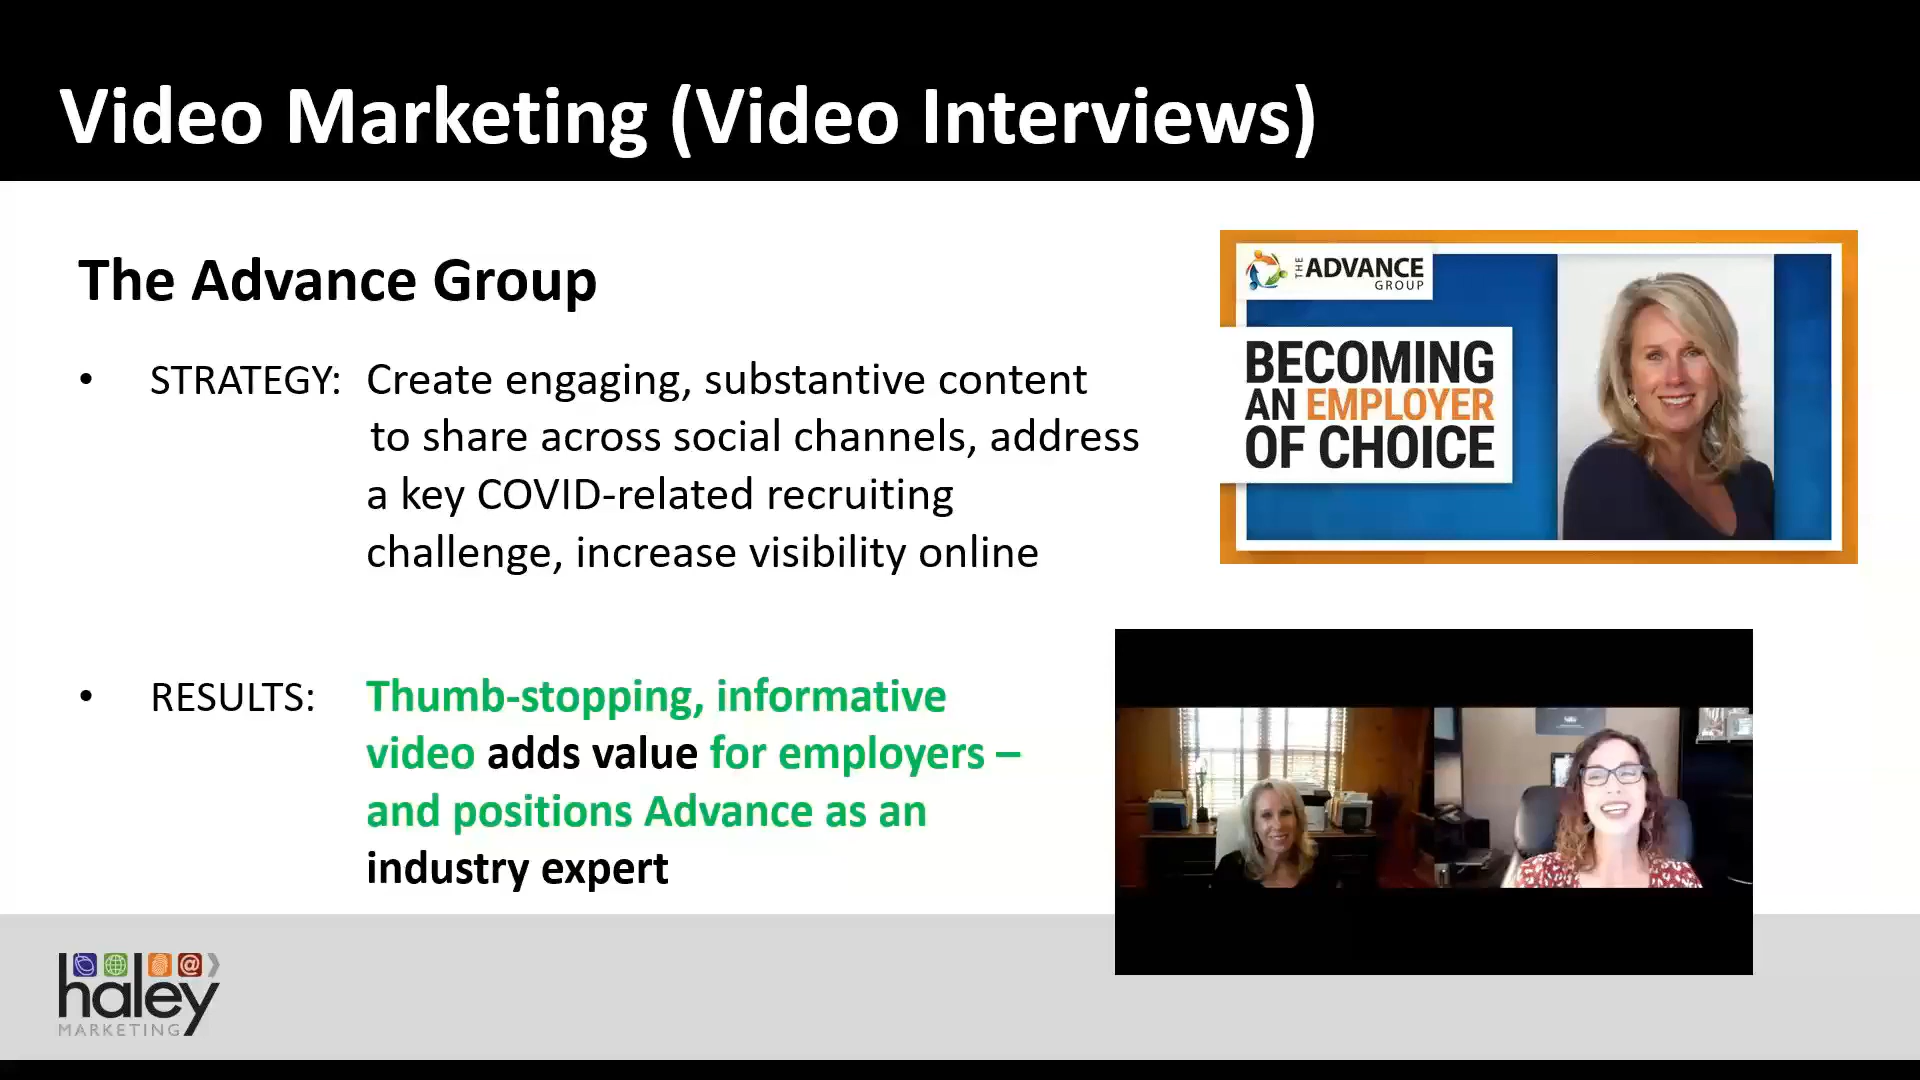 Video Marketing (Video Interviews)
The Advance Group
• STRATEGY: Create engaging, substantive content
to share across social channels, address
a key COVID-related recruiting
challenge, increase visibility online
• RESULTS: Thumb-stopping, informative
video adds value for employers –
and positions Advance as an
industry expert
THE ADVANCE
GROUP
BECOMING
AN EMPLOYER
OF CHOICE
haley
MARKETING